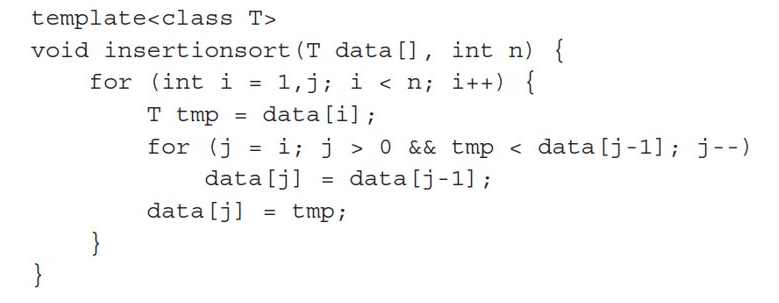 template<class T>
void insertionsort(T data[], int n) {
    for (int i = 1,j; i < n; i++) {
        T tmp = data[i];
        for (j = i; j > 0 && tmp < data[j-1]; j--)
            data[j] = data[j-1];
        data[j] = tmp;
    }
}